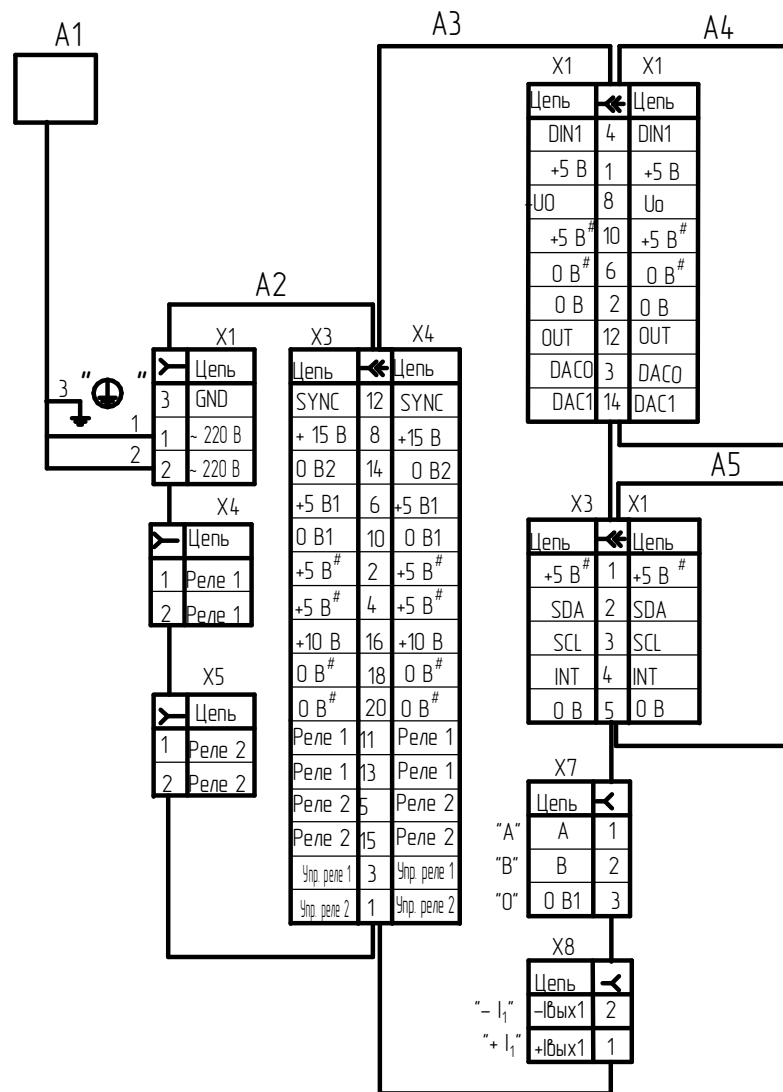 A1
A3
A4
X1 X1
Цепь Цепь
DIN1 4 DIN1
+5 В 1 +5 В
-U0 8 Uo
+5 В# 10 +5 В#
0 В# 6 0 В#
0 В 2 0 В
OUT 12 OUT
DAC0 3 DAC0
DAC1 14 DAC1
A2
X1
Цепь
3 GND
1 ~ 220 В
2 ~ 220 В
3 " "
1
2
X4
Цепь
1 Реле 1
2 Реле 1
X5
Цепь
1 Реле 2
2 Реле 2
X3 X4
Цепь Цепь
SYNC 12 SYNC
+ 15 В 8 +15 В
0 В2 14 0 В2
+5 В1 6 +5 В1
0 В1 10 0 В1
+5 В# 2 +5 В#
+5 В# 4 +5 В#
+10 В 16 +10 В
0 В# 18 0 В#
0 В# 20 0 В#
Реле 1 11 Реле 1
Реле 1 13 Реле 1
Реле 2 5 Реле 2
Реле 2 15 Реле 2
Упр. реле 1 3 Упр. реле 1
Упр. реле 2 1 Упр. реле 2
A5
X3 X1
Цепь Цепь
+5 В# 1 +5 В#
SDA 2 SDA
SCL 3 SCL
INT 4 INT
0 В 5 0 В
X7
Цепь
"А" А 1
"В" В 2
"0" 0 В1 3
X8
Цепь
"– I₁" –Iвых1 2
"+ I₁" +Iвых1 1